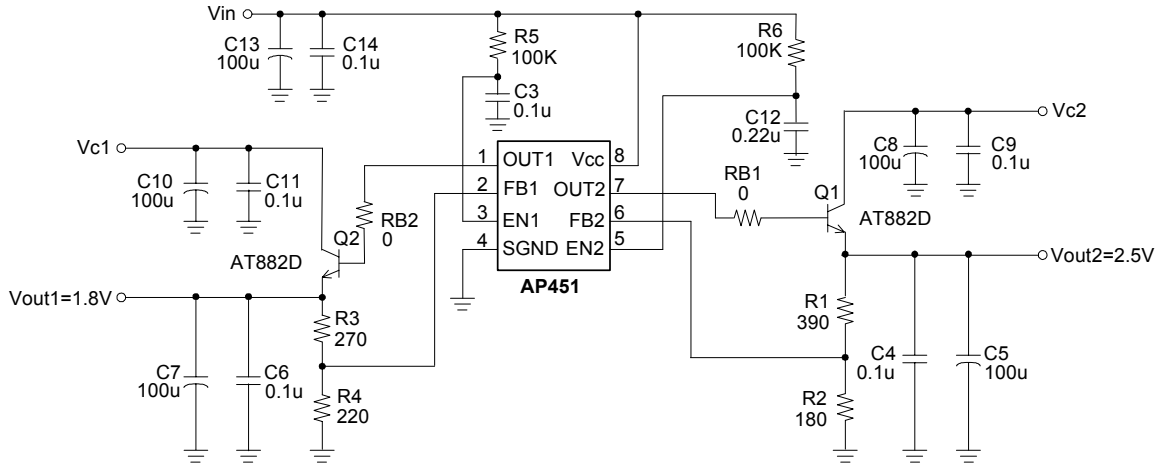 Vin
C13
100u
C14
0.1u
R5
100K
C3
0.1u
R6
100K
C12
0.22u
Vc1
C10
100u
C11
0.1u
RB2
0
Q2
AT882D
1 OUT1 Vcc 8
2 FB1 OUT2 7
3 EN1 FB2 6
4 SGND EN2 5
AP451
RB1
0
Q1
AT882D
Vc2
C8
100u
C9
0.1u
Vout1=1.8V
C7
100u
C6
0.1u
R3
270
R4
220
Vout2=2.5V
R1
390
R2
180
C4
0.1u
C5
100u